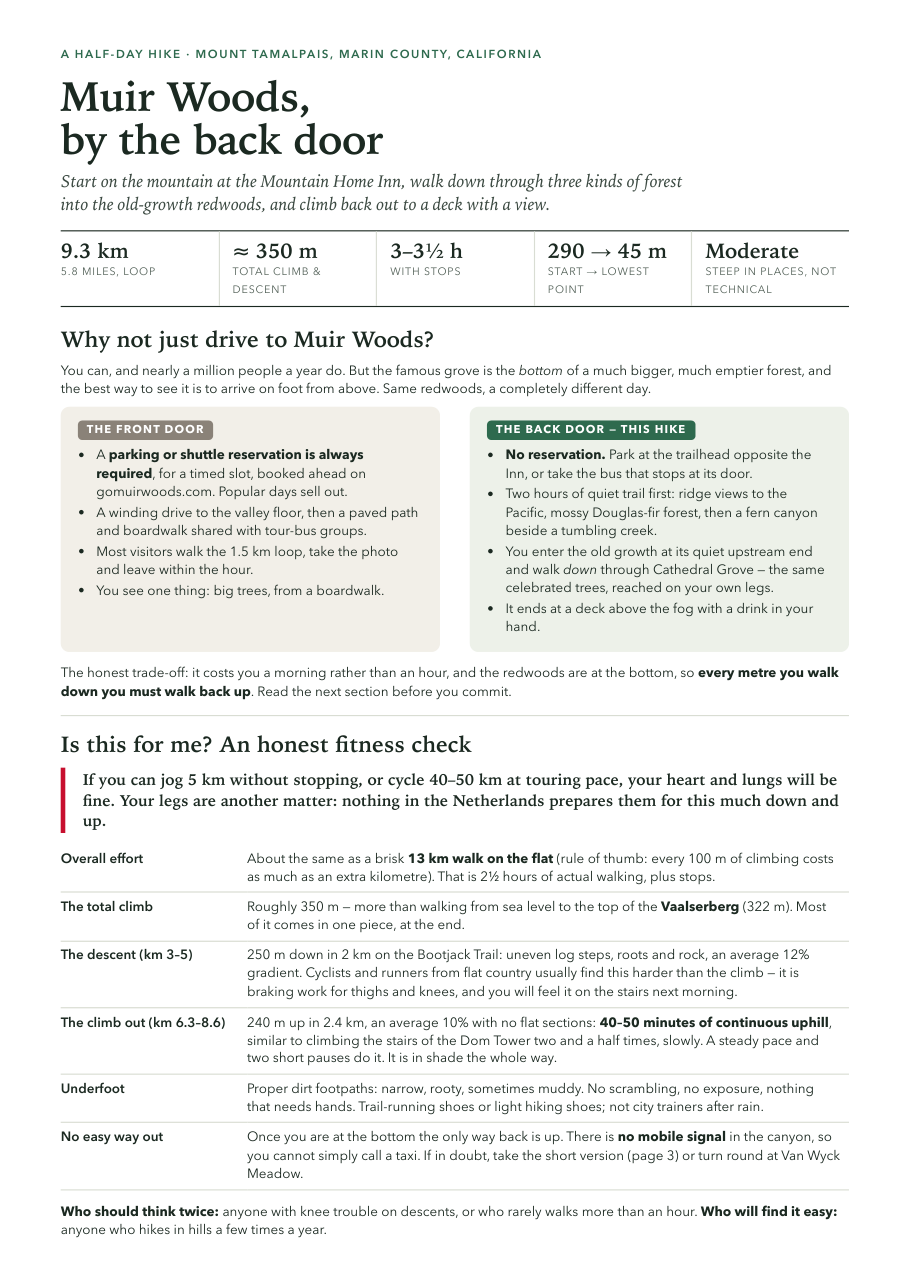 A HALF-DAY HIKE · MOUNT TAMALPAIS, MARIN COUNTY, CALIFORNIA
Muir Woods,
by the back door
Start on the mountain at the Mountain Home Inn, walk down through three kinds of forest
into the old-growth redwoods, and climb back out to a deck with a view.
9.3 km
5.8 MILES, LOOP
≈ 350 m
TOTAL CLIMB &
DESCENT
3–3½ h
WITH STOPS
290 → 45 m
START → LOWEST
POINT
Moderate
STEEP IN PLACES, NOT
TECHNICAL
Why not just drive to Muir Woods?
You can, and nearly a million people a year do. But the famous grove is the bottom of a much bigger, much emptier forest, and
the best way to see it is to arrive on foot from above. Same redwoods, a completely different day.
THE FRONT DOOR
• A parking or shuttle reservation is always
required, for a timed slot, booked ahead on
gomuirwoods.com. Popular days sell out.
• A winding drive to the valley floor, then a paved path
and boardwalk shared with tour-bus groups.
• Most visitors walk the 1.5 km loop, take the photo
and leave within the hour.
• You see one thing: big trees, from a boardwalk.
THE BACK DOOR — THIS HIKE
• No reservation. Park at the trailhead opposite the
Inn, or take the bus that stops at its door.
• Two hours of quiet trail first: ridge views to the
Pacific, mossy Douglas-fir forest, then a fern canyon
beside a tumbling creek.
• You enter the old growth at its quiet upstream end
and walk down through Cathedral Grove — the same
celebrated trees, reached on your own legs.
• It ends at a deck above the fog with a drink in your
hand.
The honest trade-off: it costs you a morning rather than an hour, and the redwoods are at the bottom, so every metre you walk
down you must walk back up. Read the next section before you commit.
Is this for me? An honest fitness check
If you can jog 5 km without stopping, or cycle 40–50 km at touring pace, your heart and lungs will be
fine. Your legs are another matter: nothing in the Netherlands prepares them for this much down and
up.
Overall effort
About the same as a brisk 13 km walk on the flat (rule of thumb: every 100 m of climbing costs
as much as an extra kilometre). That is 2½ hours of actual walking, plus stops.
The total climb
Roughly 350 m — more than walking from sea level to the top of the Vaalserberg (322 m). Most
of it comes in one piece, at the end.
The descent (km 3–5)
250 m down in 2 km on the Bootjack Trail: uneven log steps, roots and rock, an average 12%
gradient. Cyclists and runners from flat country usually find this harder than the climb — it is
braking work for thighs and knees, and you will feel it on the stairs next morning.
The climb out (km 6.3–8.6)
240 m up in 2.4 km, an average 10% with no flat sections: 40–50 minutes of continuous uphill,
similar to climbing the stairs of the Dom Tower two and a half times, slowly. A steady pace and
two short pauses do it. It is in shade the whole way.
Underfoot
Proper dirt footpaths: narrow, rooty, sometimes muddy. No scrambling, no exposure, nothing
that needs hands. Trail-running shoes or light hiking shoes; not city trainers after rain.
No easy way out
Once you are at the bottom the only way back is up. There is no mobile signal in the canyon, so
you cannot simply call a taxi. If in doubt, take the short version (page 3) or turn round at Van Wyck
Meadow.
Who should think twice: anyone with knee trouble on descents, or who rarely walks more than an hour. Who will find it easy:
anyone who hikes in hills a few times a year.